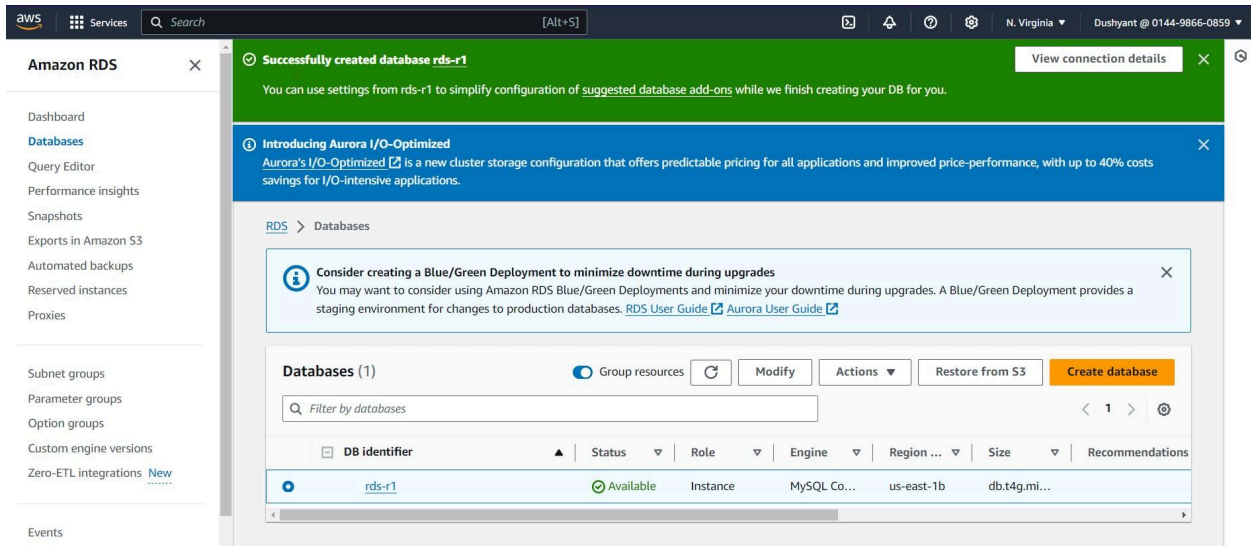 aws Services Search [Alt+S] N. Virginia Dushyant @ 0144-9866-0859
Amazon RDS
Dashboard
Databases
Query Editor
Performance insights
Snapshots
Exports in Amazon S3
Automated backups
Reserved instances
Proxies
Subnet groups
Parameter groups
Option groups
Custom engine versions
Zero-ETL integrations New
Events
Successfully created database rds-r1 View connection details
You can use settings from rds-r1 to simplify configuration of suggested database add-ons while we finish creating your DB for you.
Introducing Aurora I/O-Optimized
Aurora's I/O-Optimized is a new cluster storage configuration that offers predictable pricing for all applications and improved price-performance, with up to 40% costs
savings for I/O-intensive applications.
RDS > Databases
Consider creating a Blue/Green Deployment to minimize downtime during upgrades
You may want to consider using Amazon RDS Blue/Green Deployments and minimize your downtime during upgrades. A Blue/Green Deployment provides a
staging environment for changes to production databases. RDS User Guide Aurora User Guide
Databases (1) Group resources Modify Actions Restore from S3 Create database
Filter by databases 1
DB identifier Status Role Engine Region ... Size Recommendations
rds-r1 Available Instance MySQL Co... us-east-1b db.t4g.mi...